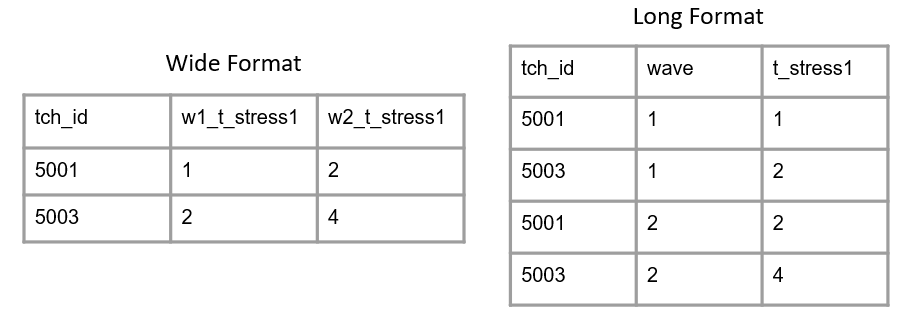 Wide Format
tch_id w1_t_stress1 w2_t_stress1
5001 1 2
5003 2 4
Long Format
tch_id wave t_stress1
5001 1 1
5003 1 2
5001 2 2
5003 2 4